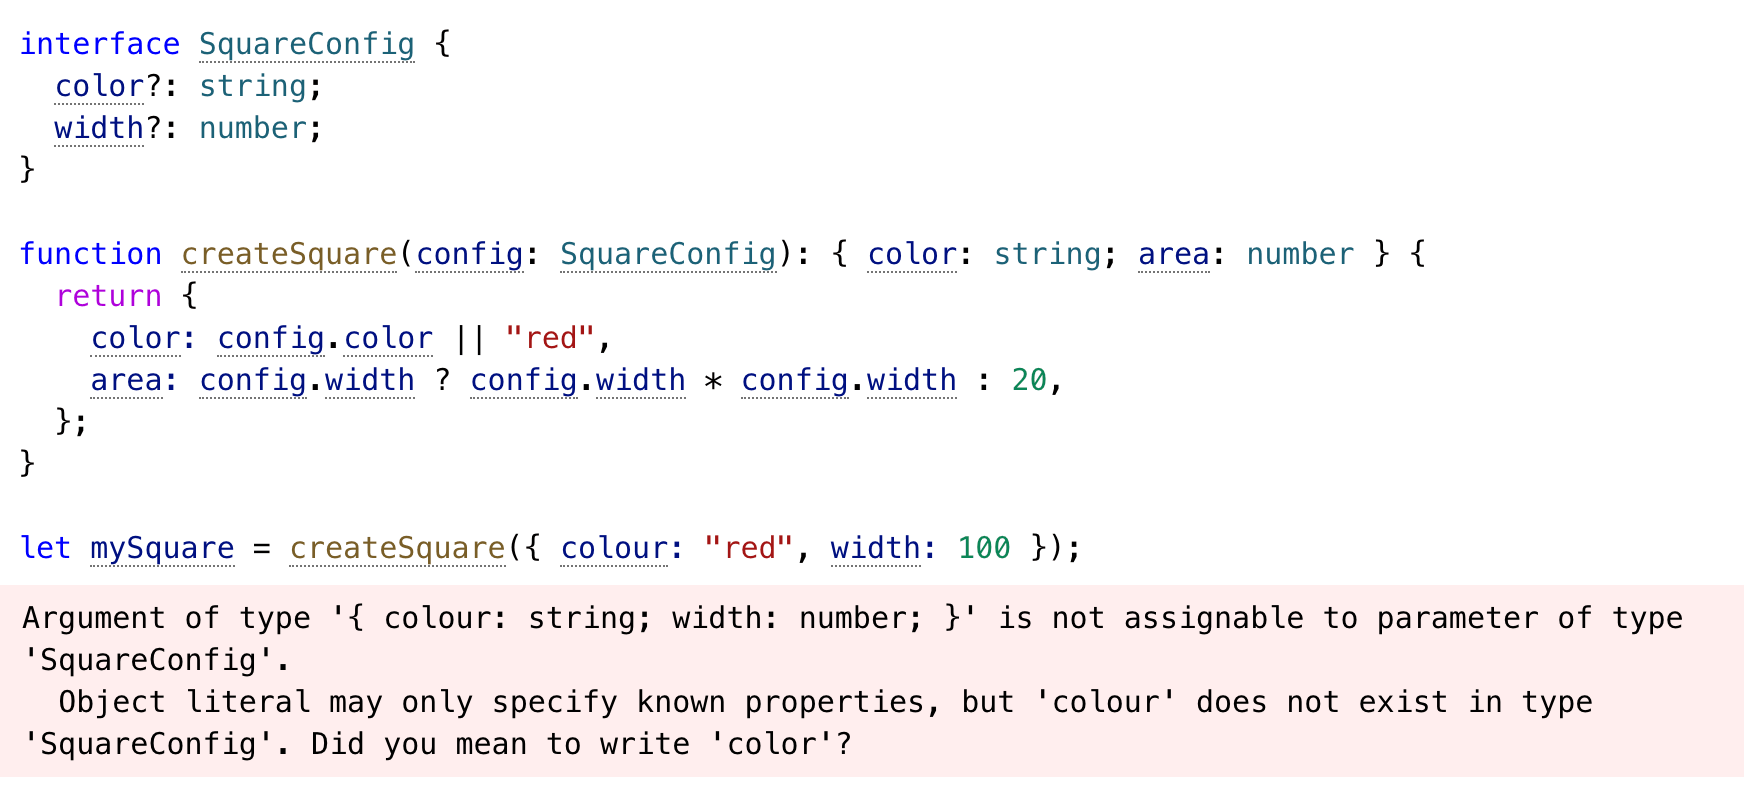 interface SquareConfig {
  color?: string;
  width?: number;
}

function createSquare(config: SquareConfig): { color: string; area: number } {
  return {
    color: config.color || "red",
    area: config.width ? config.width * config.width : 20,
  };
}

let mySquare = createSquare({ colour: "red", width: 100 });
Argument of type '{ colour: string; width: number; }' is not assignable to parameter of type
'SquareConfig'.
  Object literal may only specify known properties, but 'colour' does not exist in type
'SquareConfig'. Did you mean to write 'color'?